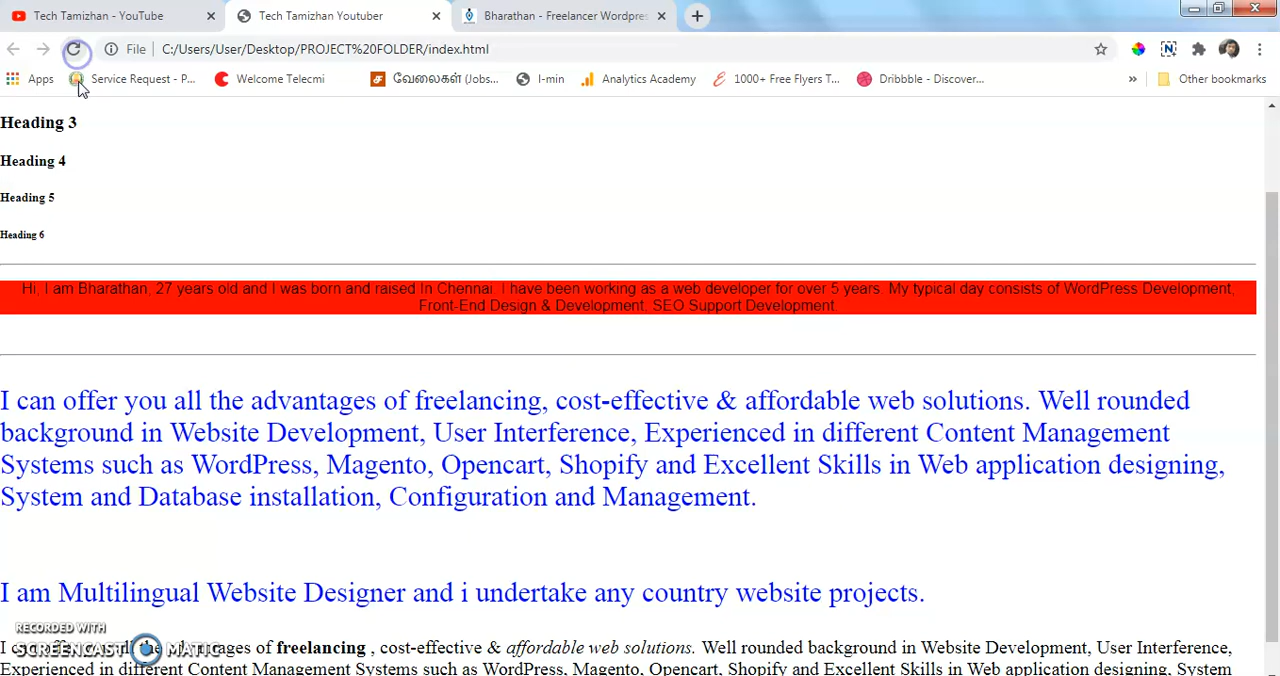 Tech Tamizhan - YouTube
Tech Tamizhan Youtuber
Bharathan - Freelancer Wordpres
File
C:/Users/User/Desktop/PROJECT%20FOLDER/index.html
Apps
Service Request - P...
Welcome Telecmi
வேலைகள் (Jobs...
I-min
Analytics Measure
1000+ Free Flyers T...
Dribbble - Discover...
»
Other bookmarks
Heading 3
Heading 4
Heading 5
Heading 6
Hi, I am Bharathan, 27 years old and I was born and raised In Chennai. I have been working as a web developer for over 5 years. My typical day consists of WordPress Development,
Front-End Design & Development, SEO Support Development.
I can offer you all the advantages of freelancing, cost-effective & affordable web solutions. Well rounded
background in Website Development, User Interference, Experienced in different Content Management
Systems such as WordPress, Magento, Opencart, Shopify and Excellent Skills in Web application designing,
System and Database installation, Configuration and Management.
I am Multilingual Website Designer and i undertake any country website projects.
RECORDED WITH
SCREENCAST MATIC
I can offer you all the advantages of freelancing , cost-effective & affordable web solutions. Well rounded background in Website Development, User Interference,
Experienced in different Content Management Systems such as WordPress, Magento, Opencart, Shopify and Excellent Skills in Web application designing, System